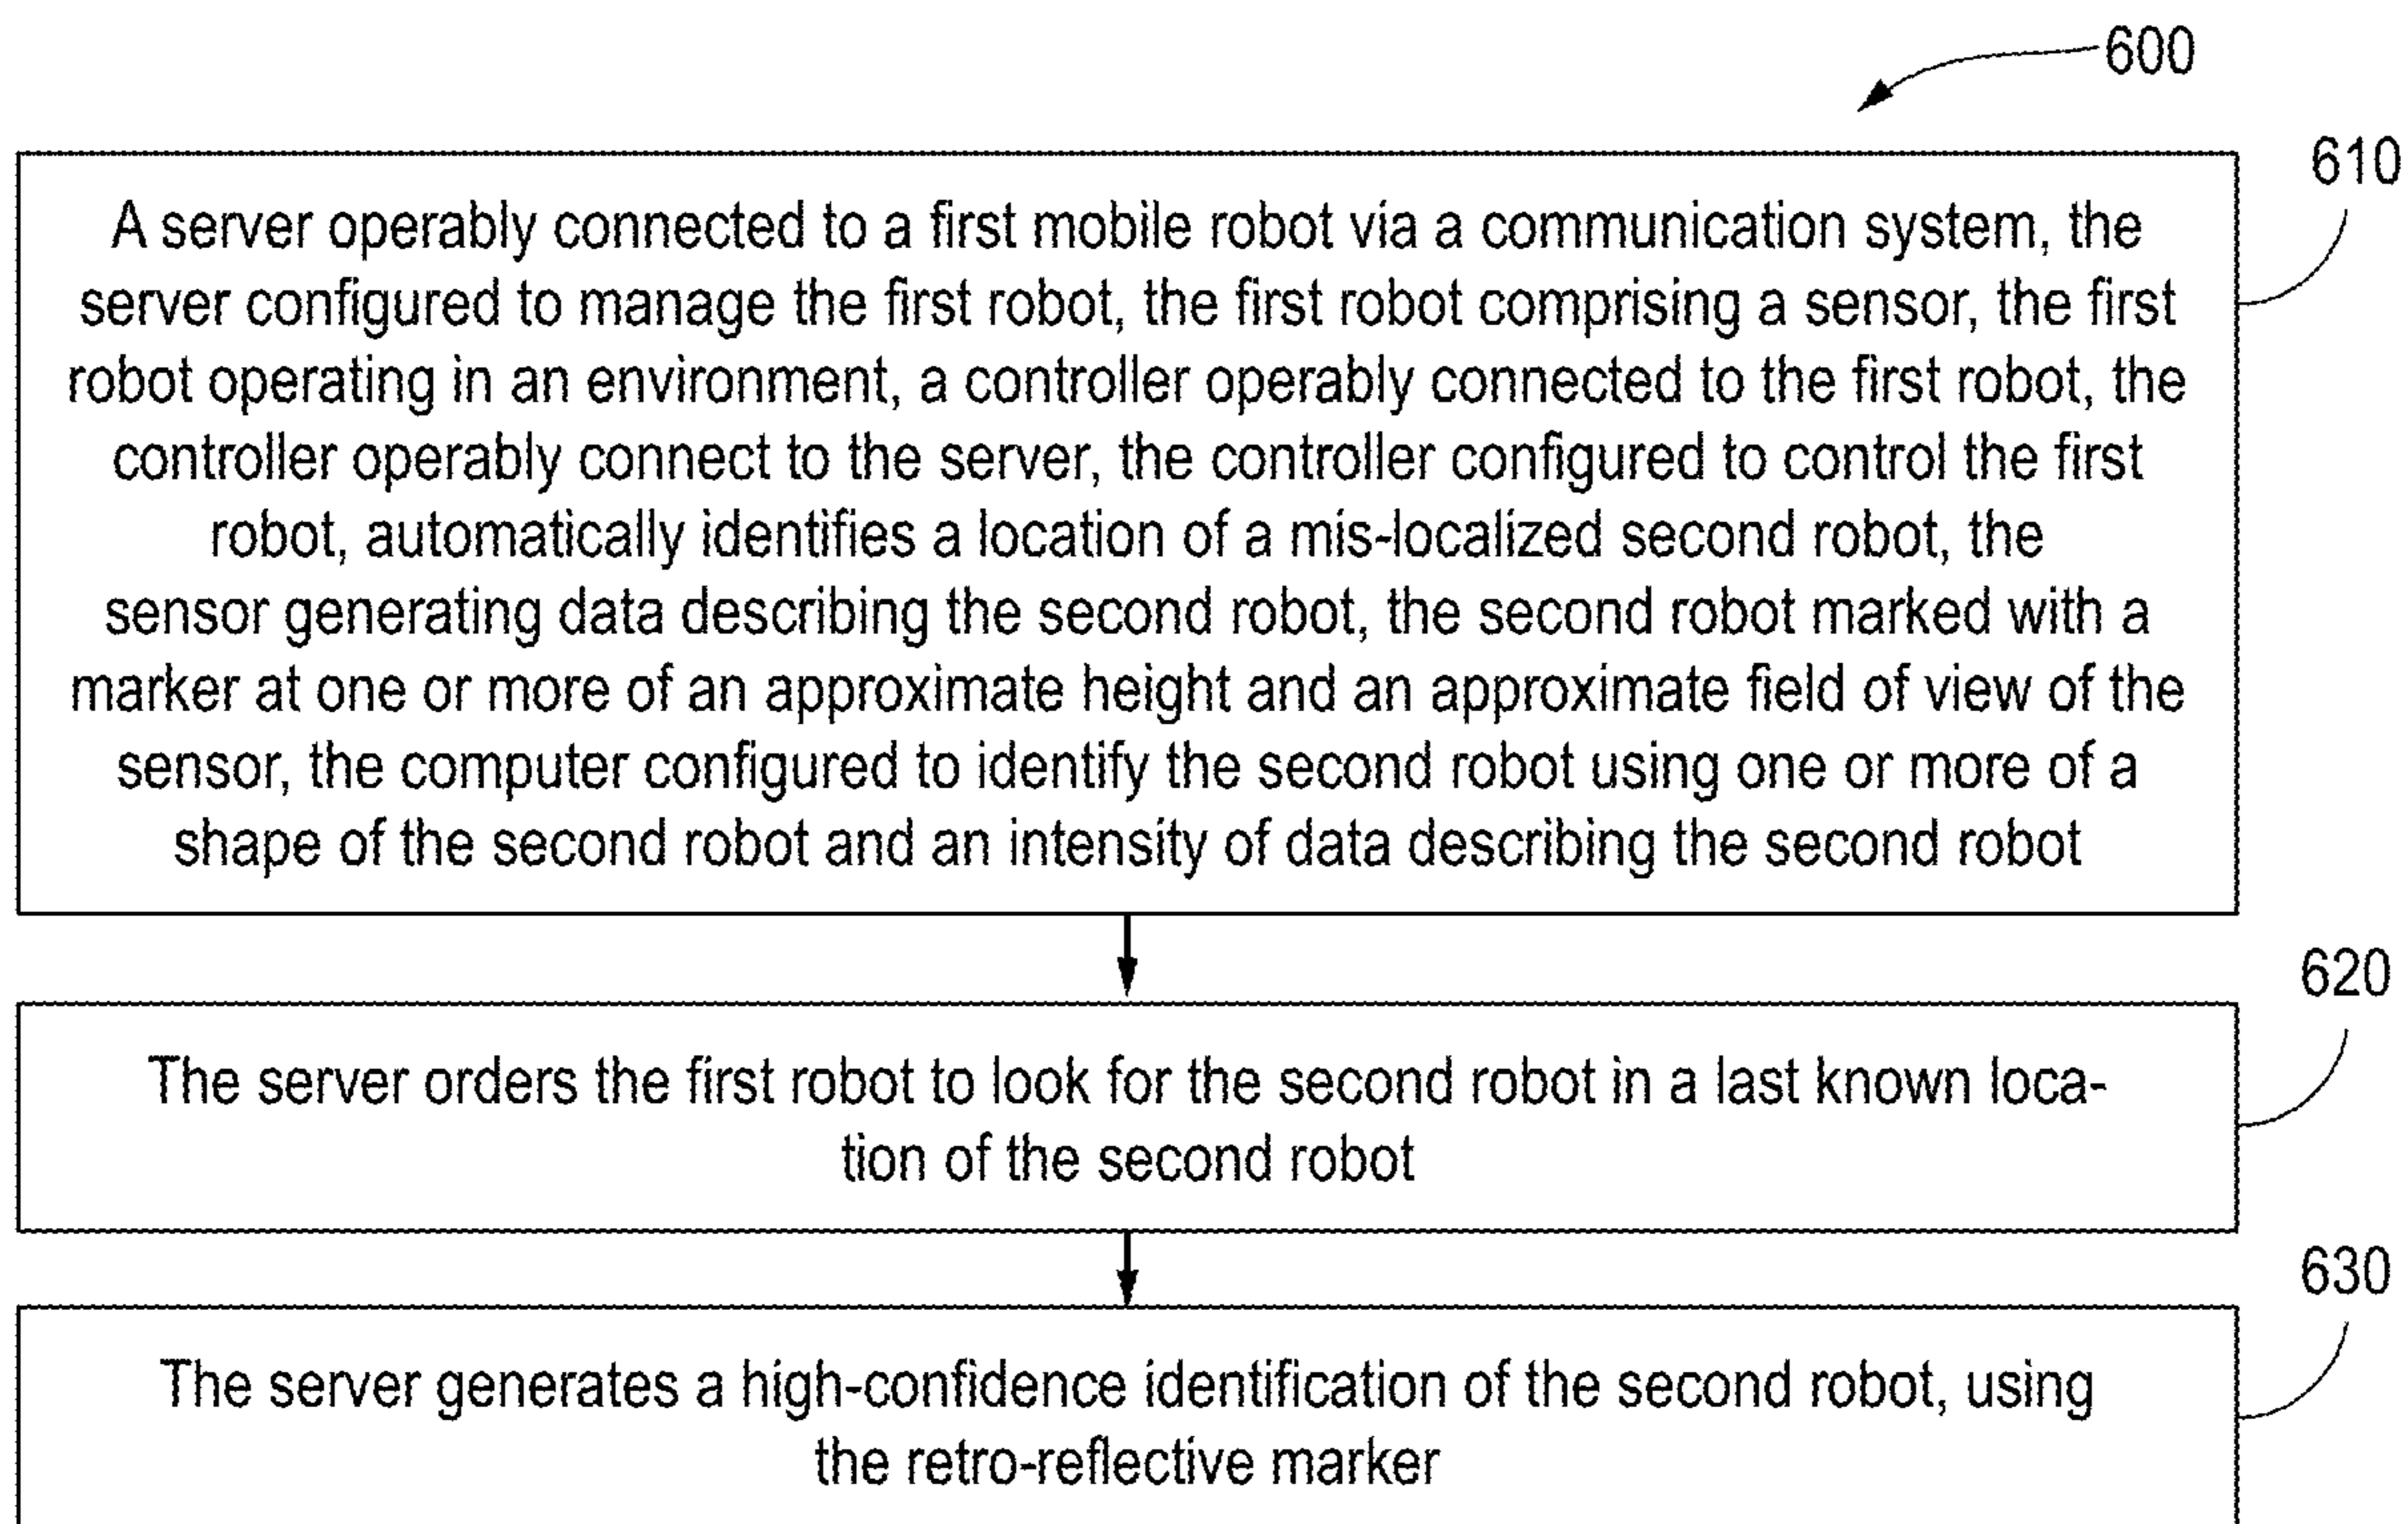 600
610
A server operably connected to a first mobile robot via a communication system, the
server configured to manage the first robot, the first robot comprising a sensor, the first
robot operating in an environment, a controller operably connected to the first robot, the
controller operably connect to the server, the controller configured to control the first
robot, automatically identifies a location of a mis-localized second robot, the
sensor generating data describing the second robot, the second robot marked with a
marker at one or more of an approximate height and an approximate field of view of the
sensor, the computer configured to identify the second robot using one or more of a
shape of the second robot and an intensity of data describing the second robot
620
The server orders the first robot to look for the second robot in a last known loca-
tion of the second robot
630
The server generates a high-confidence identification of the second robot, using
the retro-reflective marker